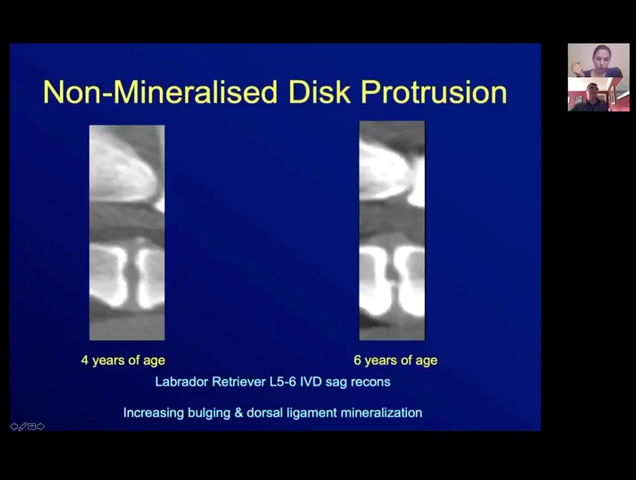 Non-Mineralised Disk Protrusion
4 years of age
6 years of age
Labrador Retriever L5-6 IVD sag recons
Increasing bulging & dorsal ligament mineralization